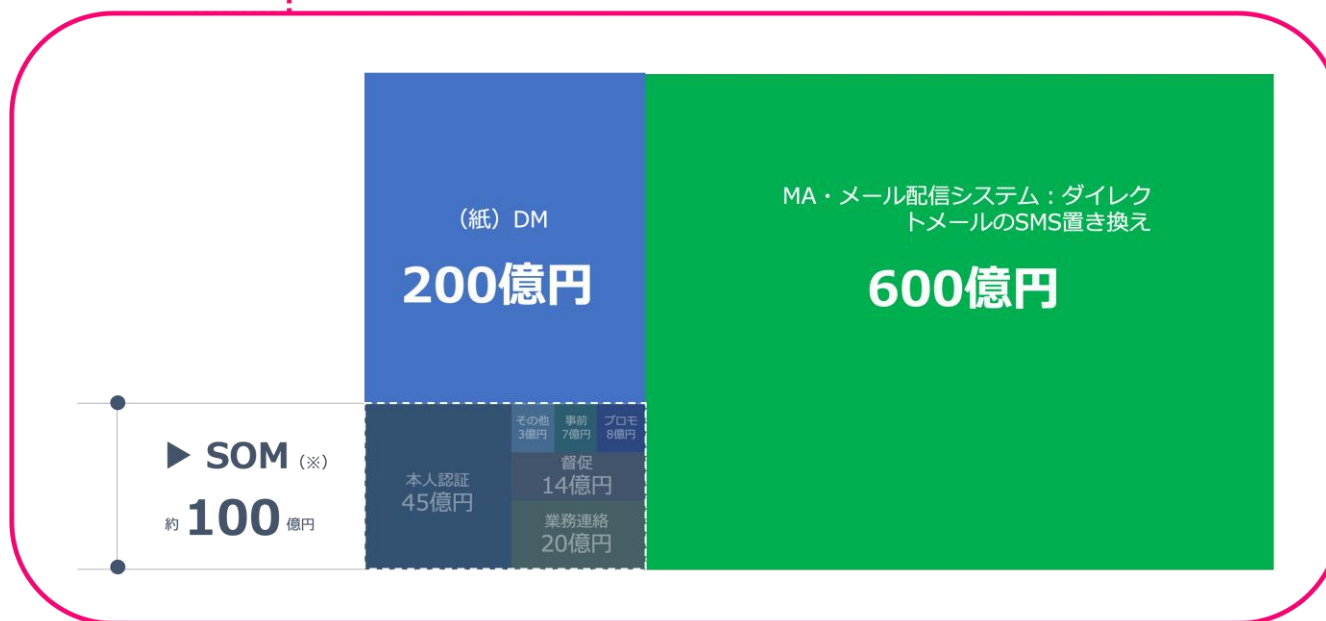 (紙)DM
200億円
MA・メール配信システム:ダイレク
トメールのSMS置き換え
600億円
▶ SOM (※)
約 100 億円
本人認証
45億円
その他
3億円
事前
7億円
プロモ
8億円
督促
14億円
業務連絡
20億円